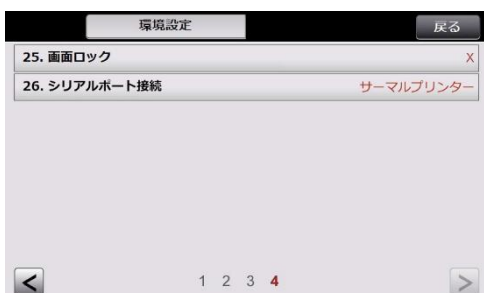 環境設定 戻る
25. 画面ロック X
26. シリアルポート接続 サーマルプリンター
< 1 2 3 4 >